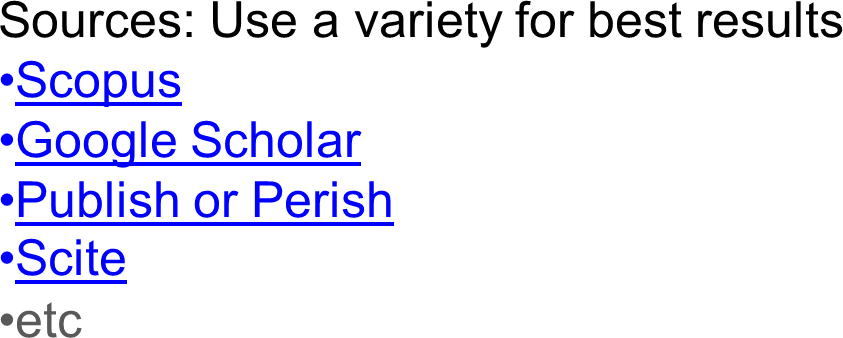 Sources: Use a variety for best results
•Scopus
•Google Scholar
•Publish or Perish
•Scite
•etc